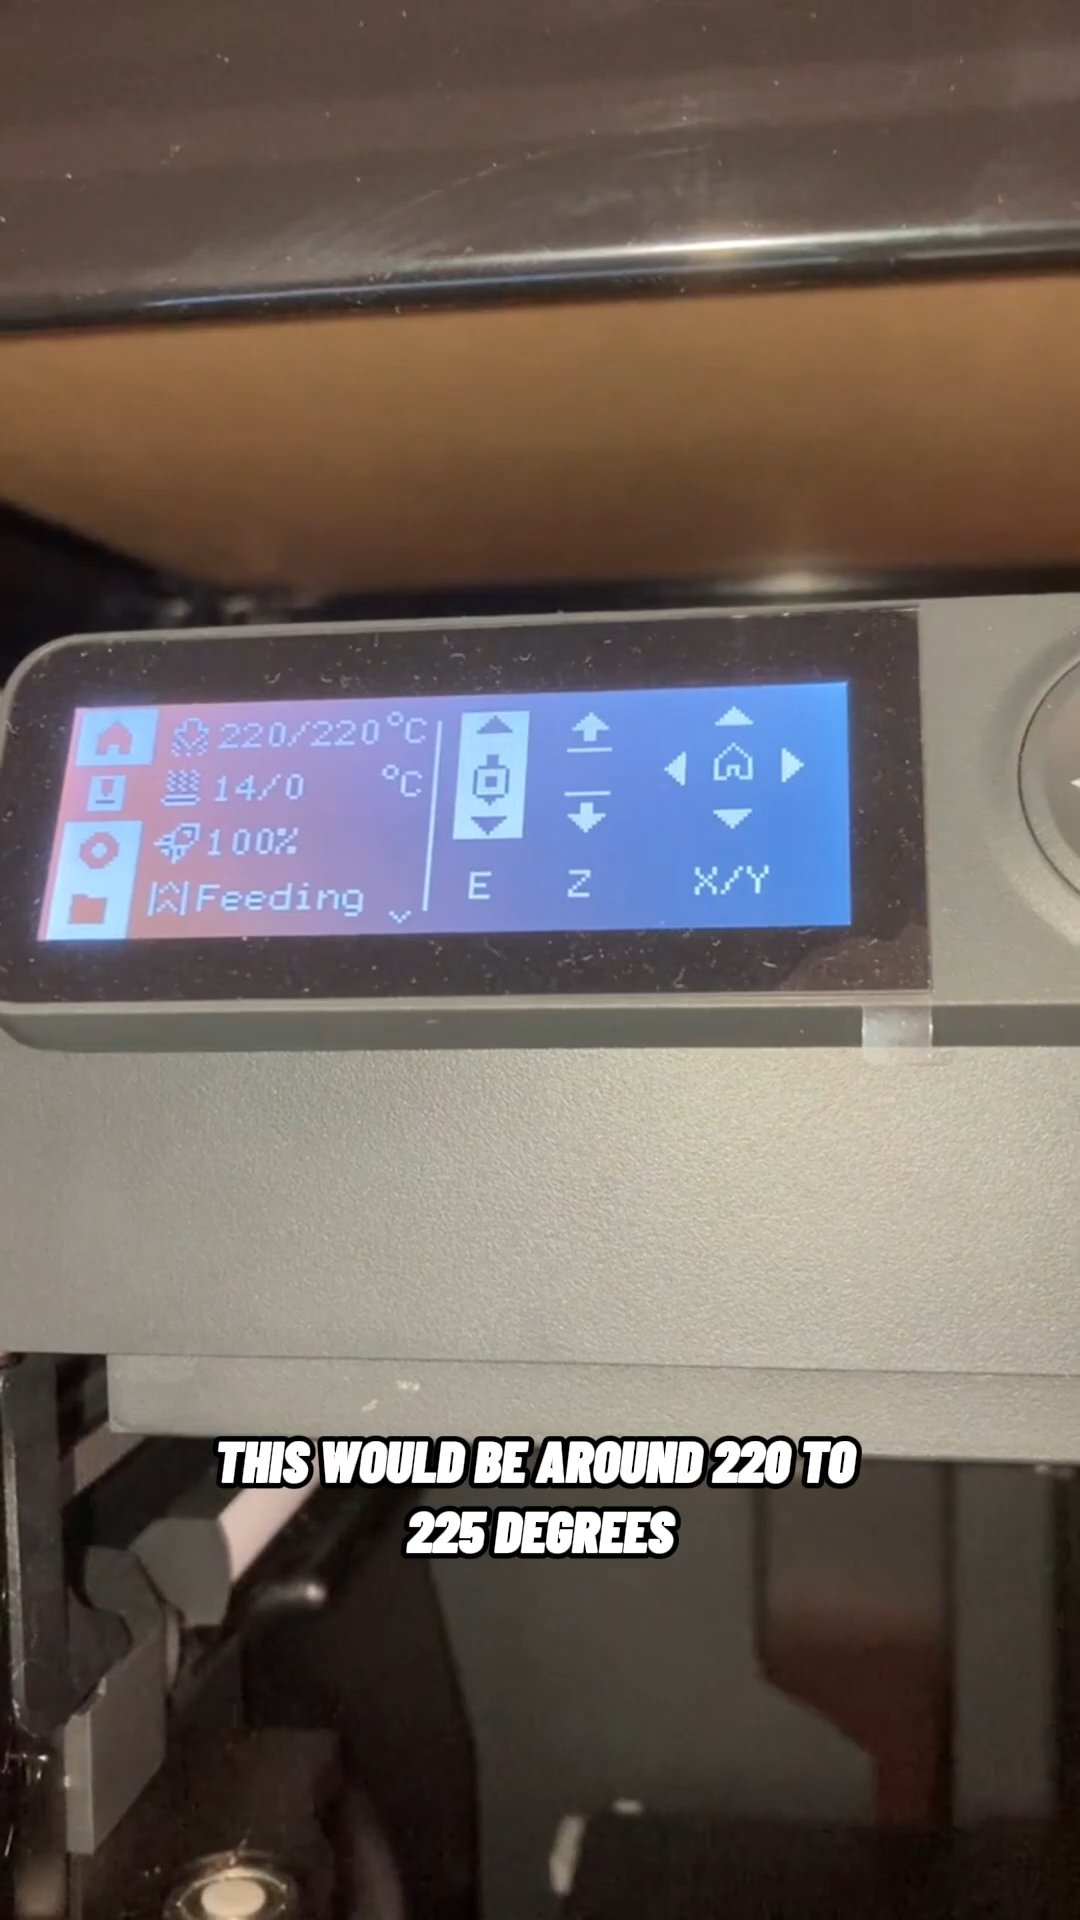 220/220°C
14/0 °C
100%
Feeding
E Z X/Y
THIS WOULD BE AROUND 220 TO
225 DEGREES